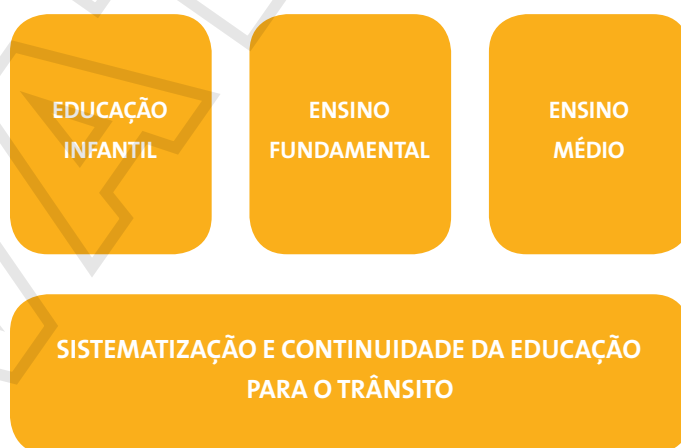 EDUCAÇÃO
INFANTIL
ENSINO
FUNDAMENTAL
ENSINO
MÉDIO
SISTEMATIZAÇÃO E CONTINUIDADE DA EDUCAÇÃO
PARA O TRÂNSITO